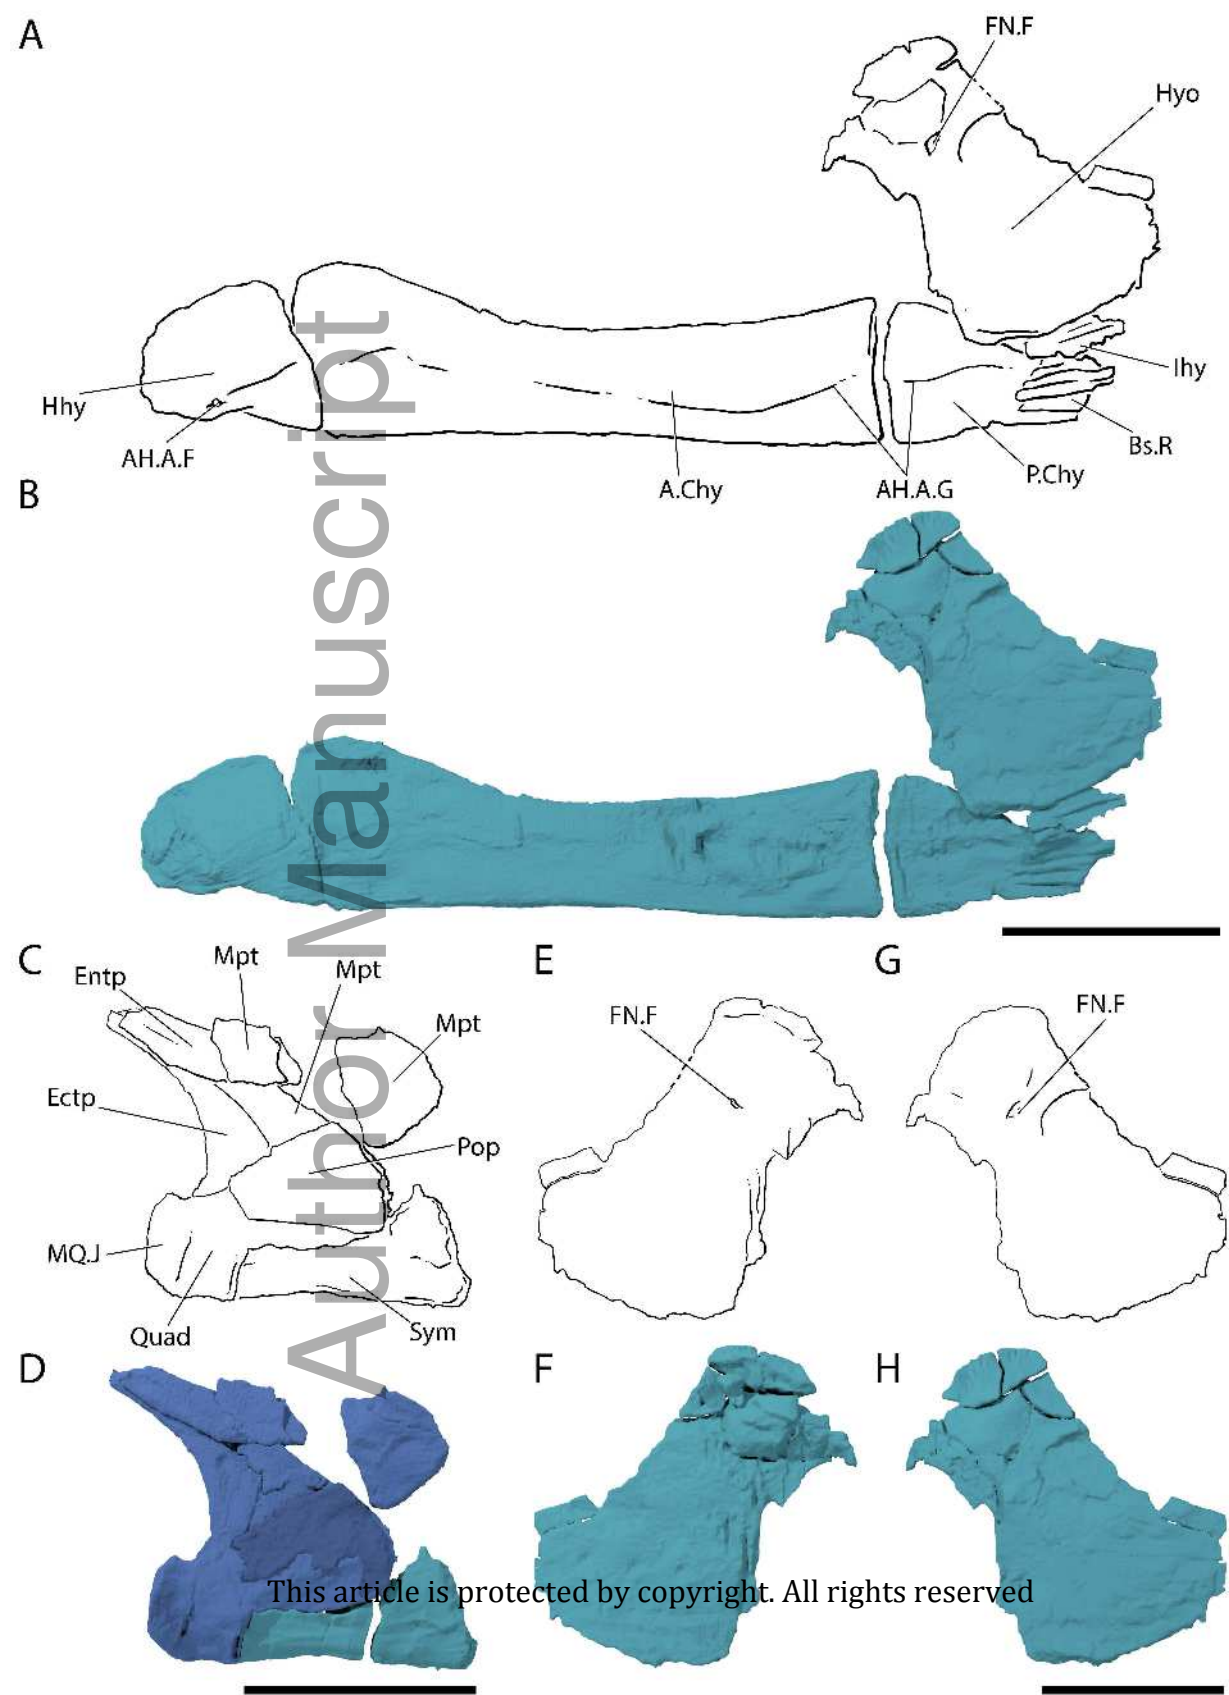 A
FN.F
Hyo
Hhy
AH.A.F
A.Chy
AH.A.G
P.Chy
Bs.R
Ihy
B
C
Entp
Mpt
Mpt
Mpt
Ectp
Pop
MQ.J
Quad
Sym
E
FN.F
G
FN.F
D
F
H
Author Manuscript
This article is protected by copyright. All rights reserved